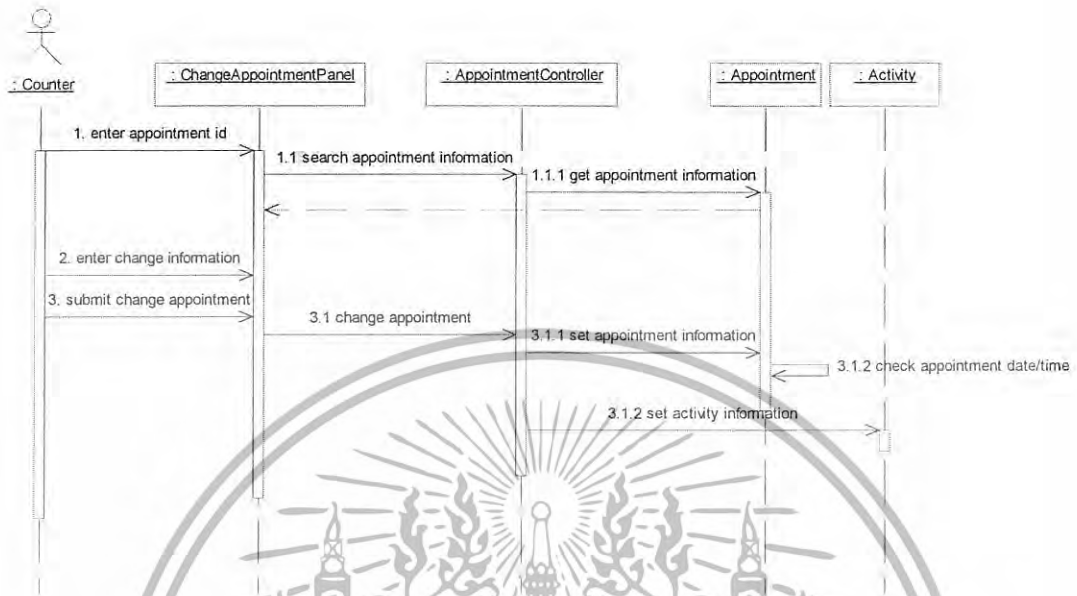 : Counter
: ChangeAppointmentPanel
: AppointmentController
: Appointment
: Activity
1. enter appointment id
1.1 search appointment information
1.1.1 get appointment information
2. enter change information
3. submit change appointment
3.1 change appointment
3.1.1 set appointment information
3.1.2 check appointment date/time
3.1.2 set activity information